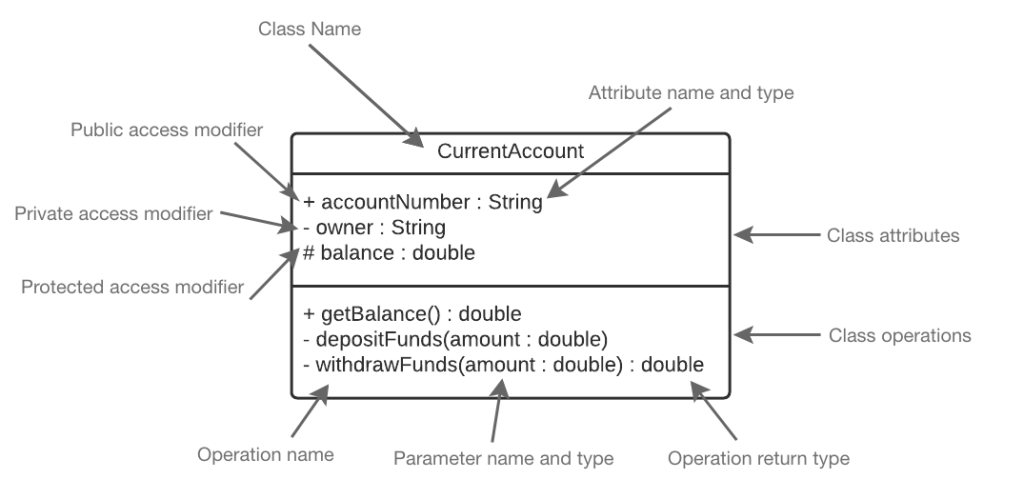 Class Name
Attribute name and type
Public access modifier
CurrentAccount
+ accountNumber : String
Private access modifier
- owner : String
Class attributes
# balance : double
Protected access modifier
+ getBalance() : double
- depositFunds(amount : double)
Class operations
- withdrawFunds(amount : double) : double
Operation name
Parameter name and type
Operation return type